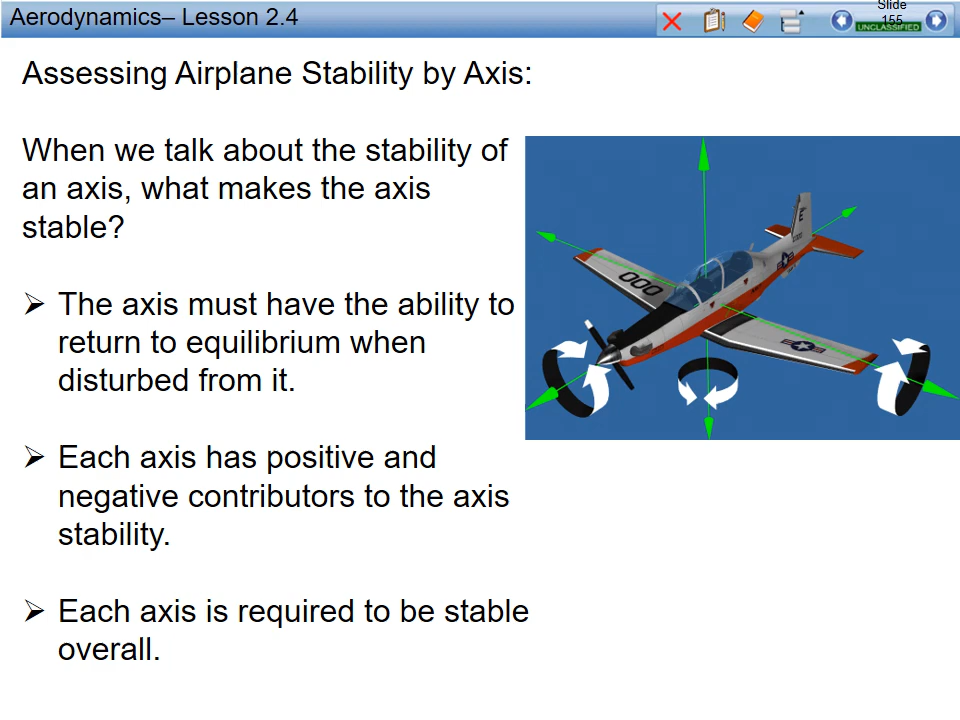 Aerodynamics– Lesson 2.4
Slide
155
UNCLASSIFIED
Assessing Airplane Stability by Axis:
When we talk about the stability of
an axis, what makes the axis
stable?
➢ The axis must have the ability to
return to equilibrium when
disturbed from it.
➢ Each axis has positive and
negative contributors to the axis
stability.
➢ Each axis is required to be stable
overall.
E
000